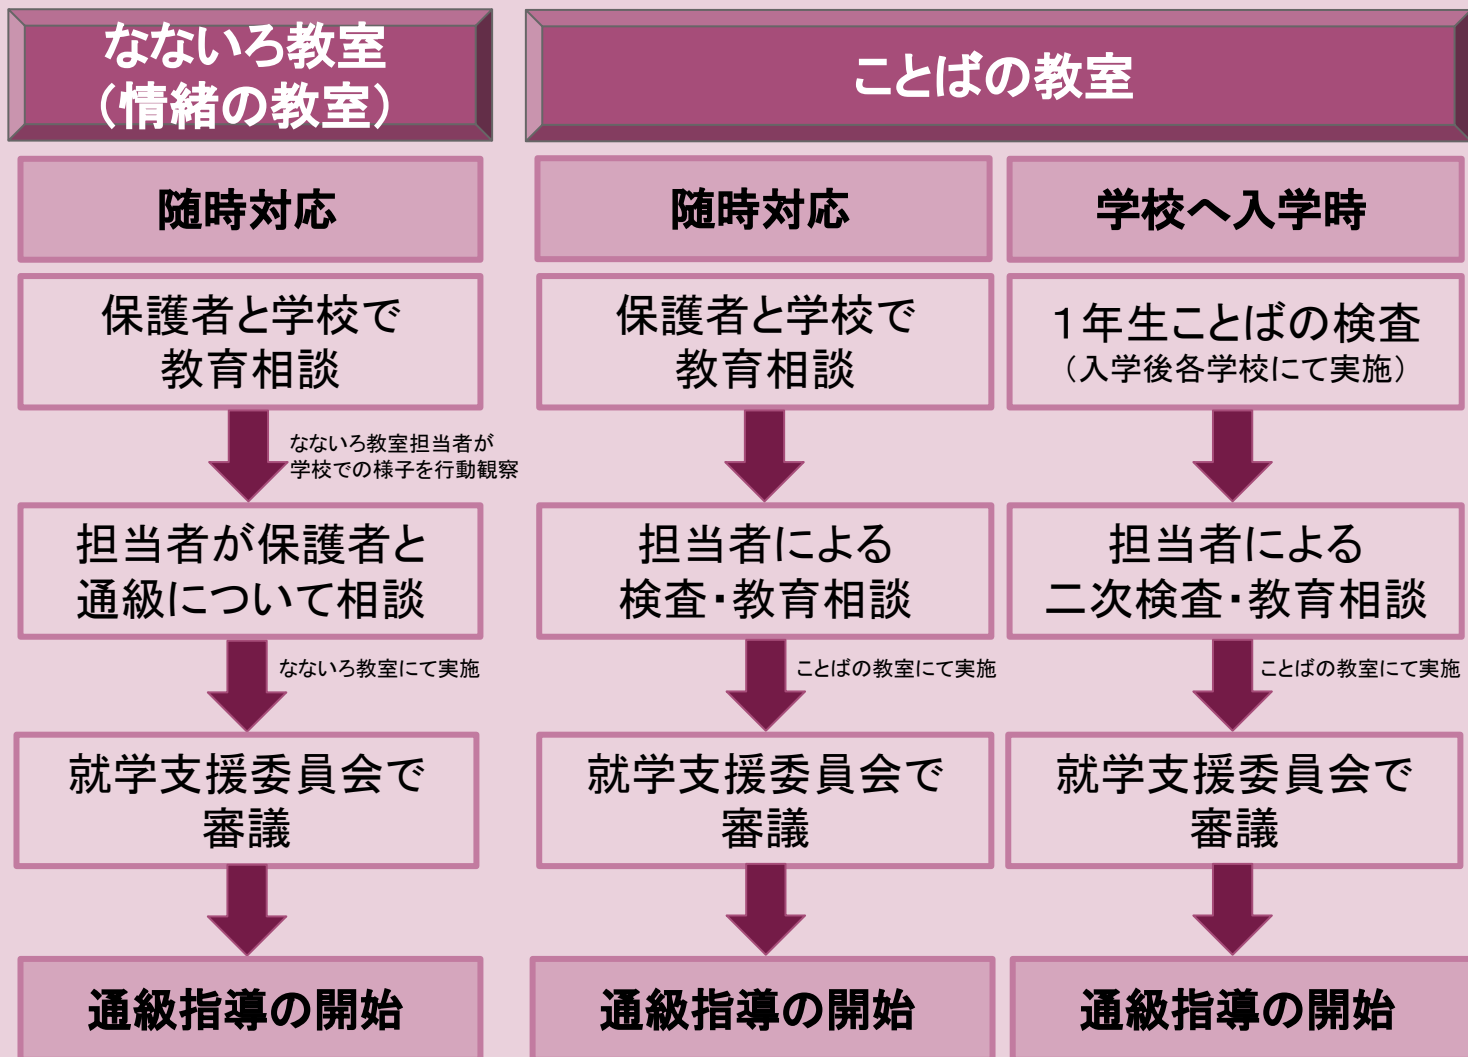 なないろ教室
（情緒の教室）
ことばの教室
随時対応
保護者と学校で
教育相談
なないろ教室担当者が
学校での様子を行動観察
担当者が保護者と
通級について相談
なないろ教室にて実施
就学支援委員会で
審議
通級指導の開始
随時対応
保護者と学校で
教育相談
担当者による
検査・教育相談
ことばの教室にて実施
就学支援委員会で
審議
通級指導の開始
学校へ入学時
１年生ことばの検査
（入学後各学校にて実施）
担当者による
二次検査・教育相談
ことばの教室にて実施
就学支援委員会で
審議
通級指導の開始